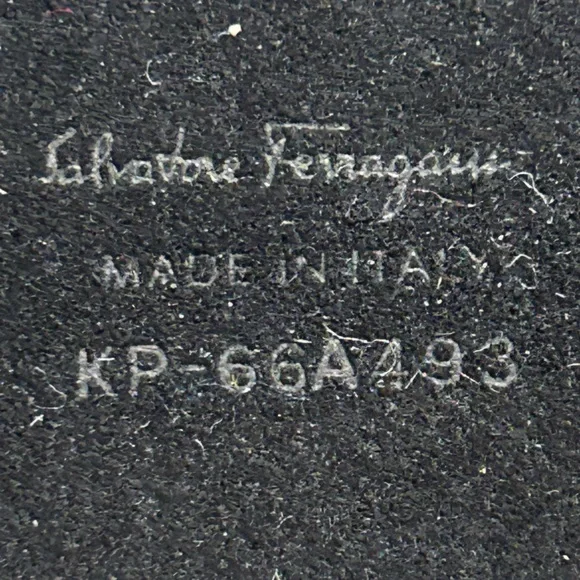 Salvatore Ferragamo
MADE IN ITALY
KP-66A493